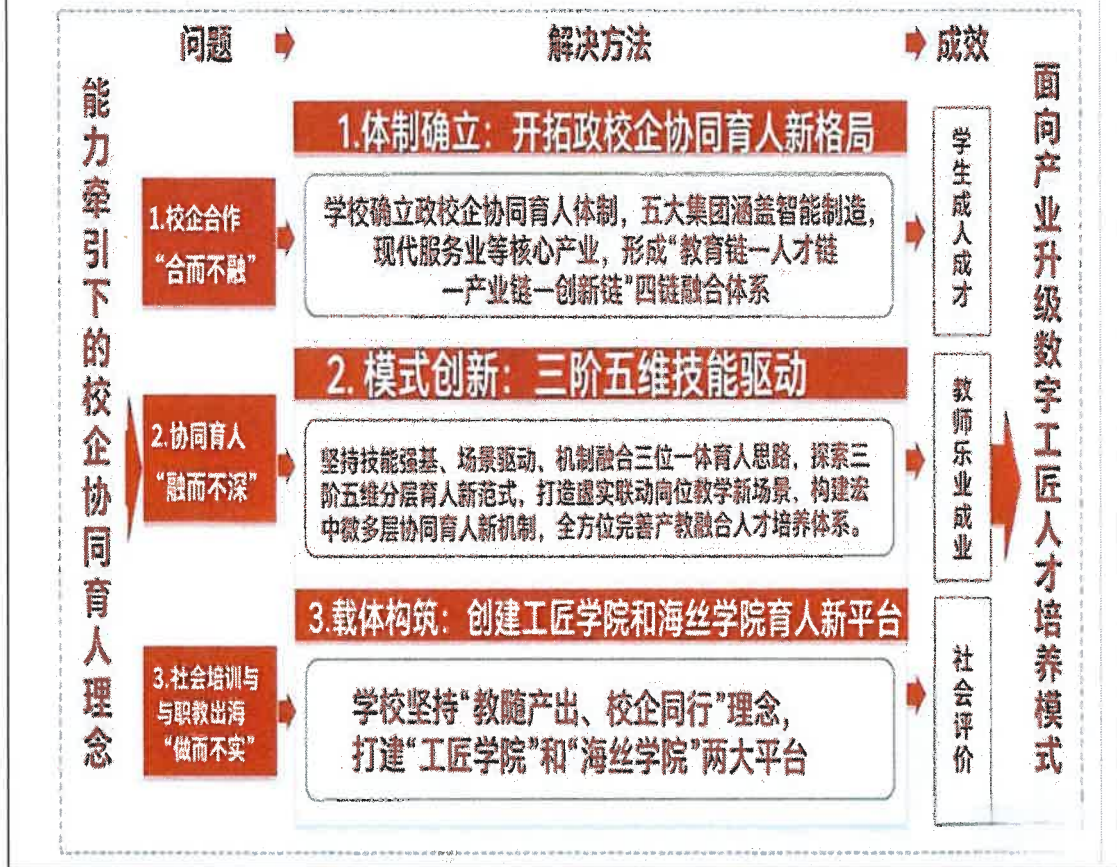 问题
解决方法
成效
能力牵引下的校企协同育人理念
1.校企合作
“合而不融”
1.体制确立：开拓政校企协同育人新格局
学校确立政校企协同育人体制，五大集团涵盖智能制造，
现代服务业等核心产业，形成“教育链一人才链
一产业链一创新链”四链融合体系
学生成人成才
2.协同育人
“融而不深”
2. 模式创新：三阶五维技能驱动
坚持技能强基、场景驱动、机制融合三位一体育人思路，探索三
阶五维分层育人新范式，打造虚实联动岗位教学新场景、构建宏
中微多层协同育人新机制，全方位完善产教融合人才培养体系。
教师乐业成业
3.社会培训与
与职教出海
“做而不实”
3.载体构筑：创建工匠学院和海丝学院育人新平台
学校坚持“教随产出、校企同行”理念，
打建“工匠学院”和“海丝学院”两大平台
社会评价
面向产业升级数字工匠人才培养模式